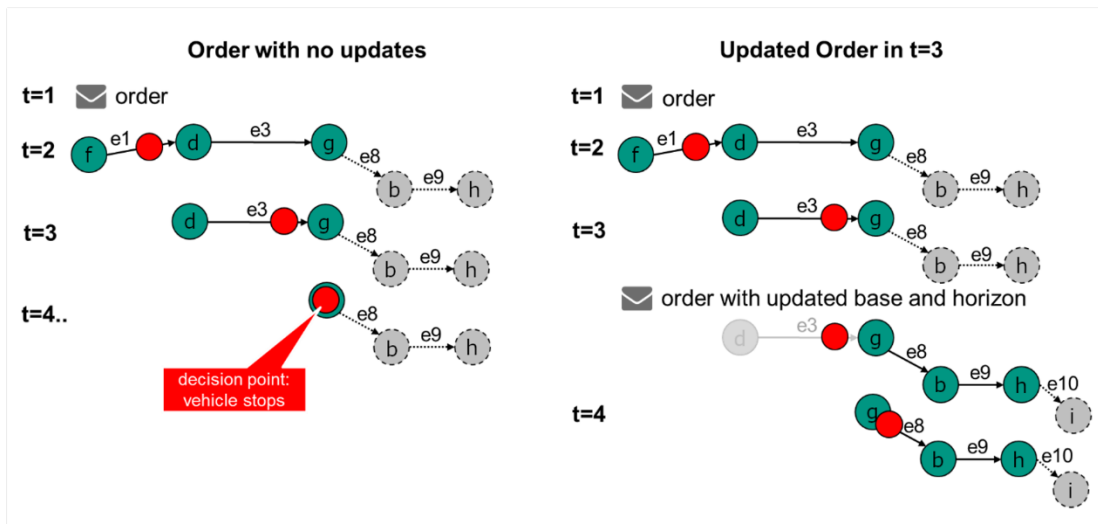 Order with no updates
t=1 order
t=2 f e1 d e3 g e8 b e9 h
t=3 d e3 g e8 b e9 h
t=4.. e8 b e9 h
decision point:
vehicle stops
Updated Order in t=3
t=1 order
t=2 f e1 d e3 g e8 b e9 h
t=3 d e3 g e8 b e9 h
order with updated base and horizon
d e3 g e8 b e9 h e10 i
t=4 g e8 b e9 h e10 i